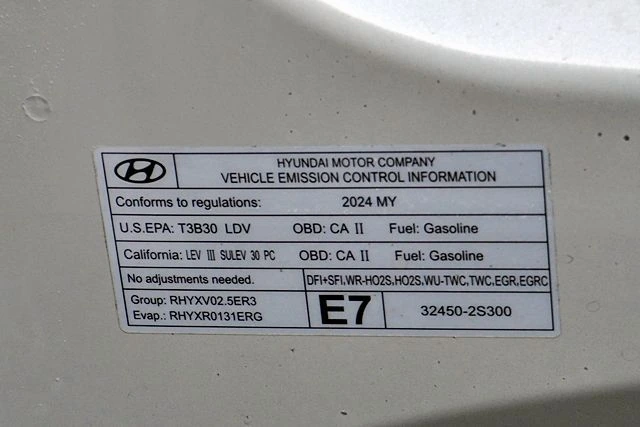 HYUNDAI MOTOR COMPANY
VEHICLE EMISSION CONTROL INFORMATION
Conforms to regulations: 2024 MY
U.S.EPA: T3B30 LDV OBD: CA II Fuel: Gasoline
California: LEV III SULEV 30 PC OBD: CA II Fuel: Gasoline
No adjustments needed. DFI+SFI,WR-HO2S,HO2S,WU-TWC,TWC,EGR,EGRC
Group: RHYXV02.5ER3
Evap.: RHYXR0131ERG
E7
32450-2S300